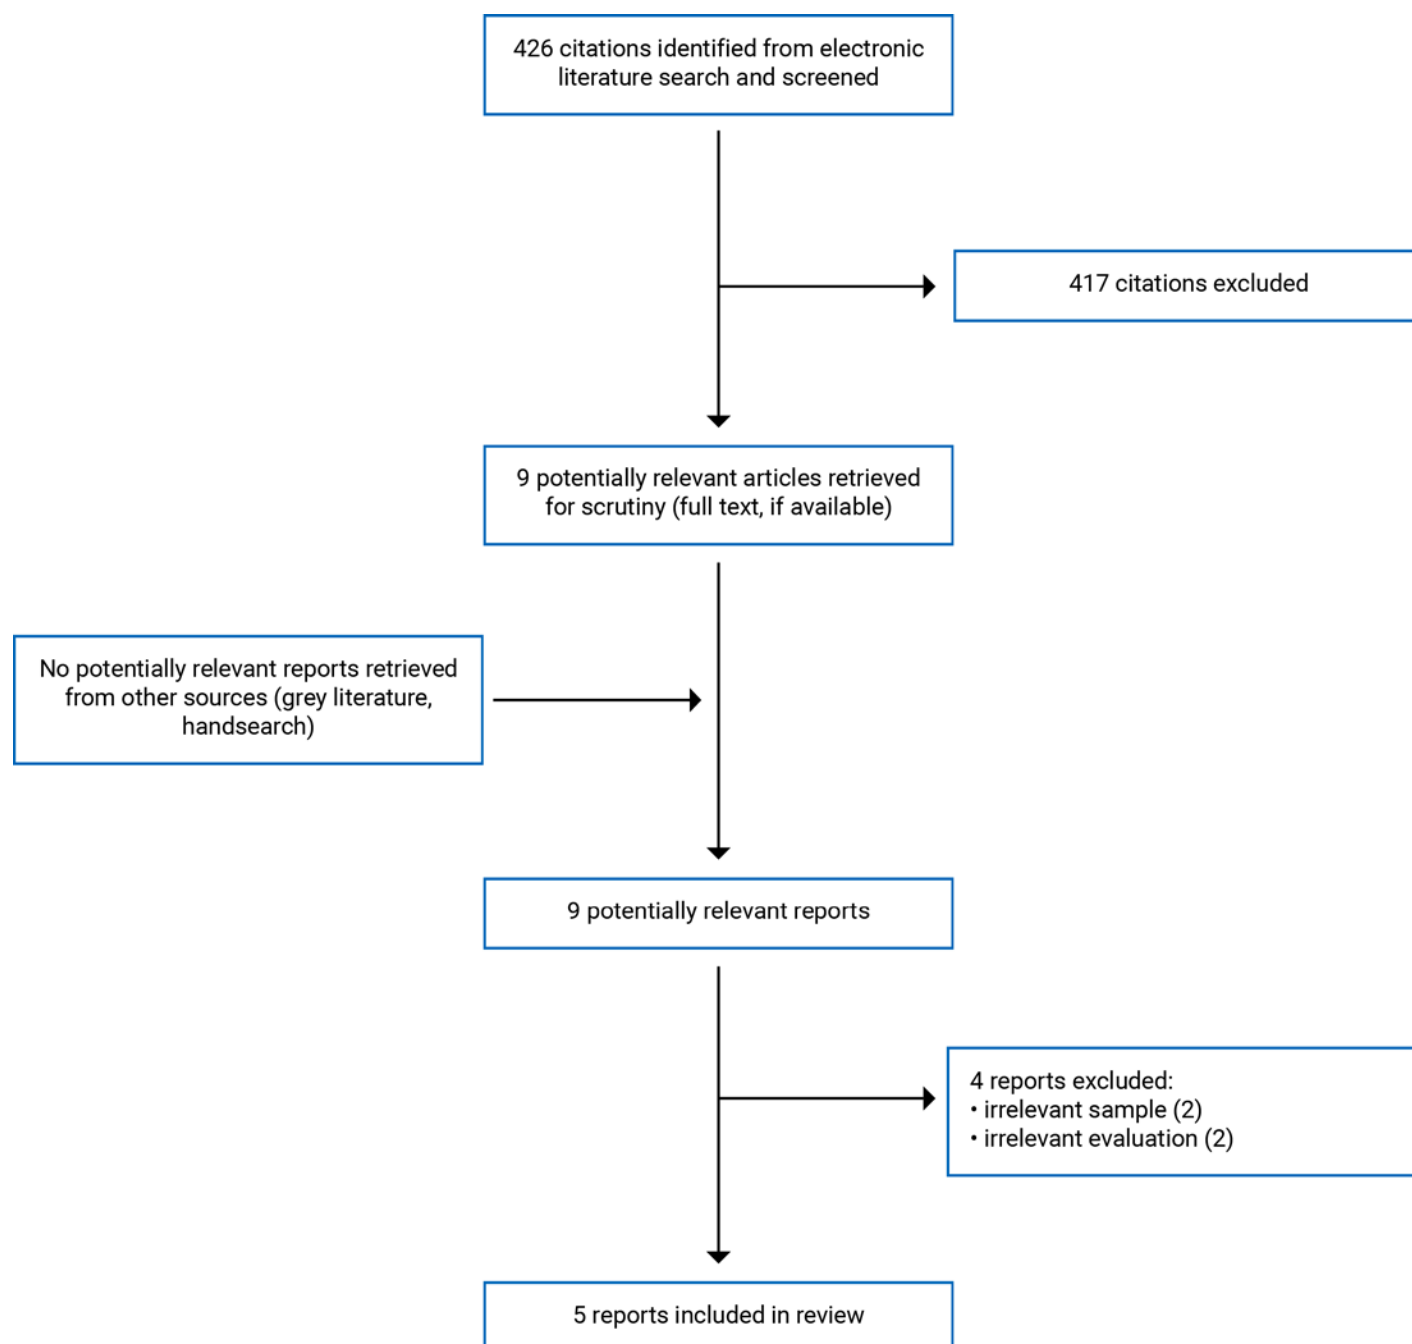 426 citations identified from electronic
literature search and screened
417 citations excluded
9 potentially relevant articles retrieved
for scrutiny (full text, if available)
No potentially relevant reports retrieved
from other sources (grey literature,
handsearch)
9 potentially relevant reports
4 reports excluded:
• irrelevant sample (2)
• irrelevant evaluation (2)
5 reports included in review